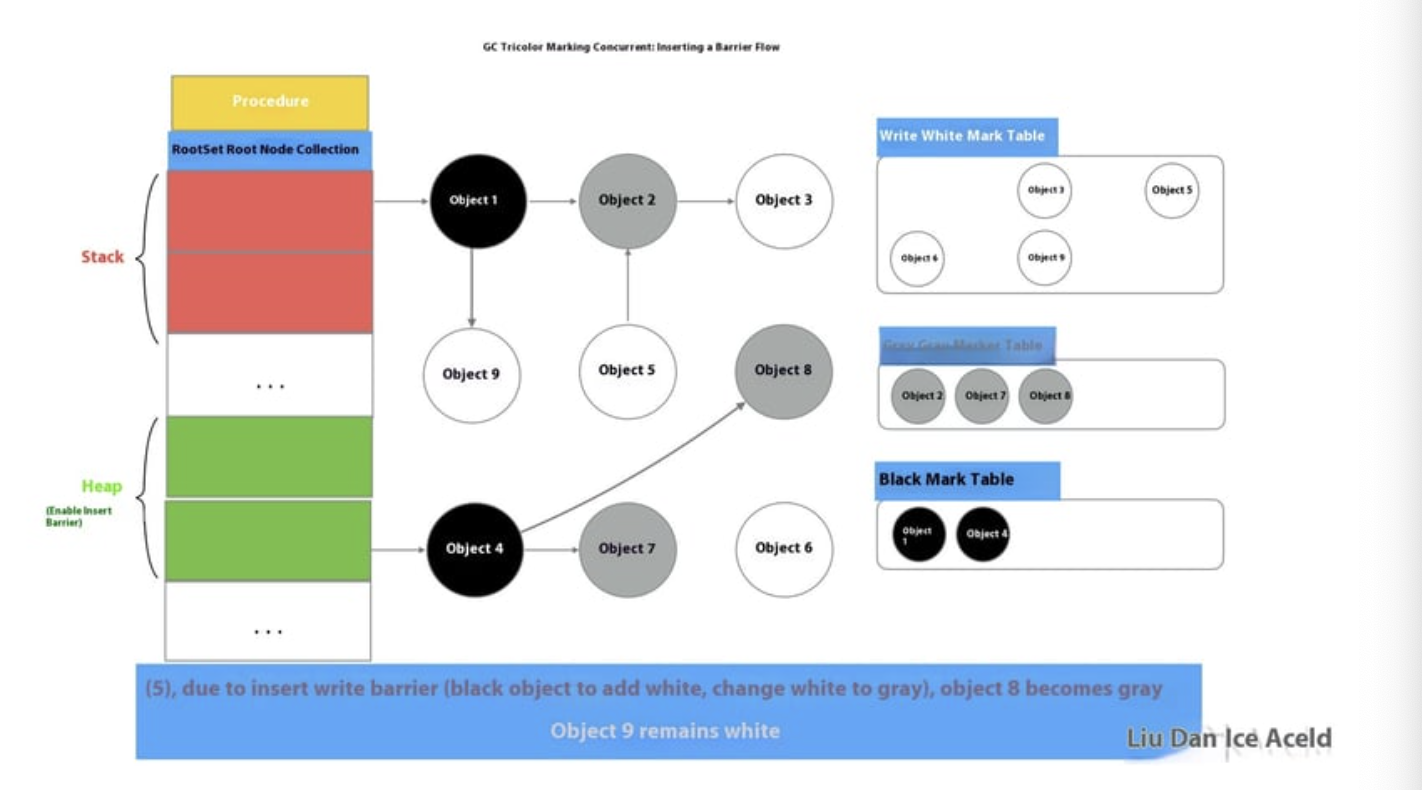 GC Tricolor Marking Concurrent: Inserting a Barrier Flow
Procedure
RootSet Root Node Collection
Stack
...
Heap
(Enable Insert
Barrier)
...
Object 1
Object 2
Object 3
Object 9
Object 5
Object 8
Object 4
Object 7
Object 6
Write White Mark Table
Object 3
Object 5
Object 6
Object 9
Gray Gray Marker Table
Object 2
Object 7
Object 8
Black Mark Table
Object
1
Object 4
(5), due to insert write barrier (black object to add white, change white to gray), object 8 becomes gray
Object 9 remains white
Liu Dan Ice Aceld